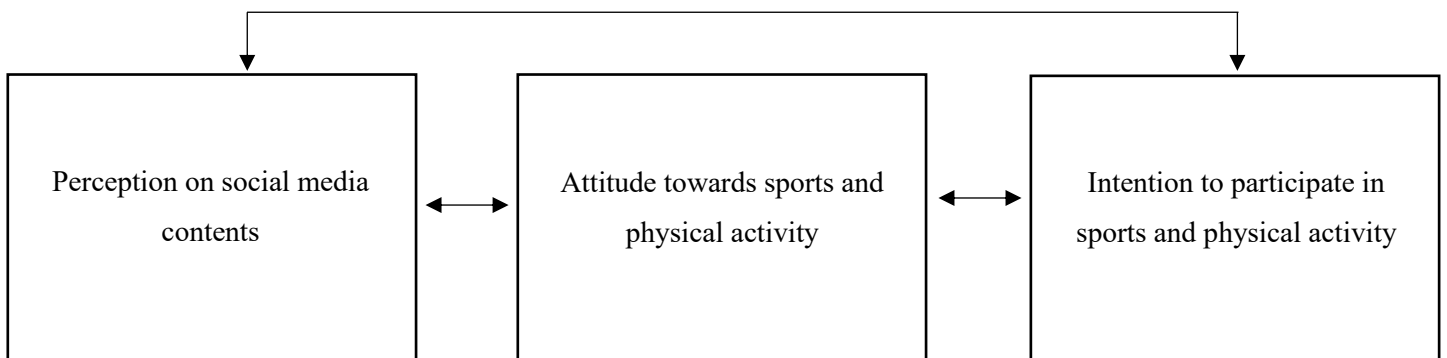 Perception on social media
contents
Attitude towards sports and
physical activity
Intention to participate in
sports and physical activity